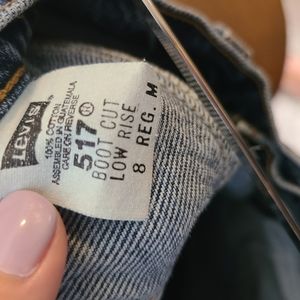 Levi's
100% COTTON
ASSEMBLED IN GUATEMALA
CARE ON REVERSE
517 ®
BOOT CUT
LOW RISE
8 REG. M